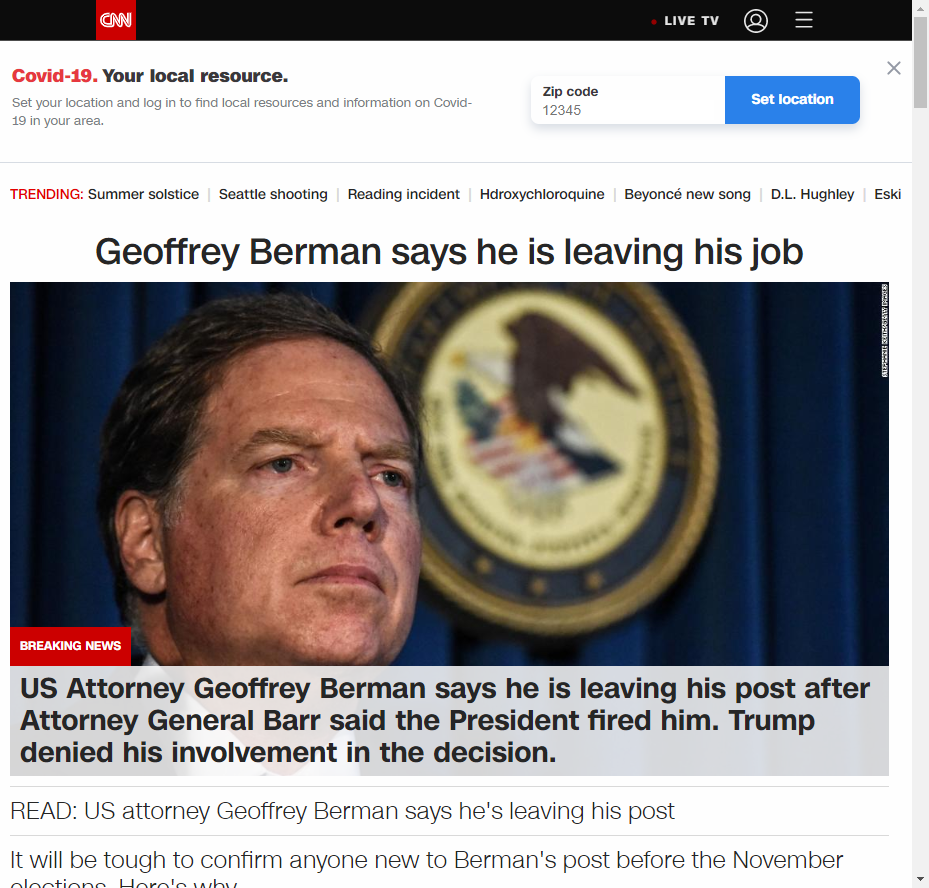 CNN
LIVE TV
Covid-19. Your local resource.
Set your location and log in to find local resources and information on Covid-
19 in your area.
Zip code
12345
Set location
TRENDING: Summer solstice | Seattle shooting | Reading incident | Hdroxychloroquine | Beyoncé new song | D.L. Hughley | Eski
Geoffrey Berman says he is leaving his job
BREAKING NEWS
US Attorney Geoffrey Berman says he is leaving his post after
Attorney General Barr said the President fired him. Trump
denied his involvement in the decision.
READ: US attorney Geoffrey Berman says he's leaving his post
It will be tough to confirm anyone new to Berman's post before the November
elections. Here's why